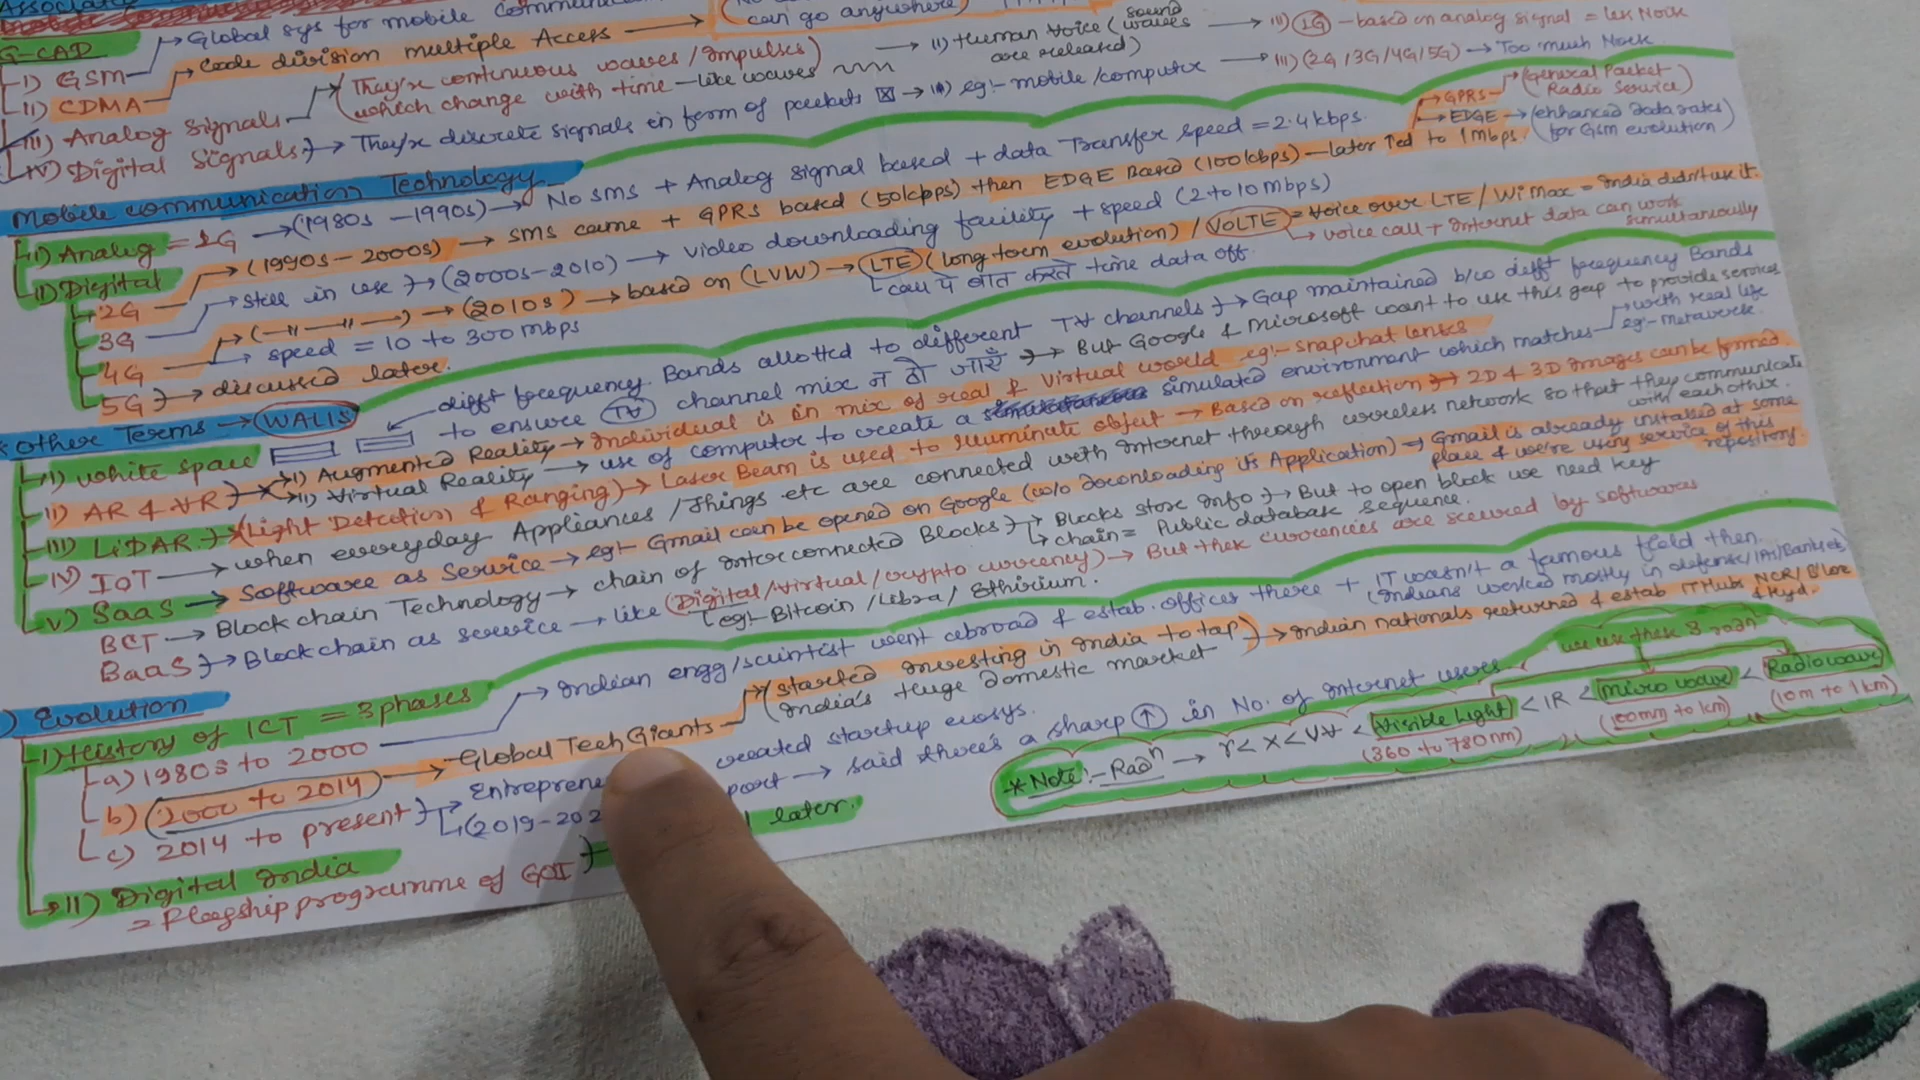 Associate
Global sys for mobile
can go anywhere)
G-CAD
I) GSM
Code division multiple Access
II) Human Voice (sound waves are released)
IV) 1G - based on analog signal = less Noise
II) CDMA
They're continuous waves / Impulses)
(which change with time - like waves
III) (2G/3G/4G/5G) → Too much Noise
III) Analog Signals
IV) Digital Signals } → They're discrete signals in form of packets → eg:- mobile/computer
GPRS → (General Packet Radio Service)
EDGE → (enhanced data rates for GSM evolution)
Mobile communication Technology
I) Analog = 1G → (1980s - 1990s) → No sms + Analog signal based + data Transfer speed = 2.4 kbps.
II) Digital
2G → (1990s - 2000s) → sms came + GPRS based (50kbps) then EDGE Based (100kbps) - later ↑ed to 1mbps.
3G → still in use } → (2000s-2010) → video downloading facility + speed (2 to 10 mbps)
4G → (-"-"-) → (2010s) → based on (LVW) → LTE (long term evolution) / VOLTE = Voice over LTE / WiMax = India didn't use it.
call पे बात करते time data off.
voice call + Internet data can work simultaneously
speed = 10 to 300 mbps
5G } → discussed later.
Other Terms → WALIS
diff frequency Bands allotted to different TV channels } → Gap maintained b/w diff frequency Bands
I) White space
to ensure TV channel mix न हो जाएँ → But Google & Microsoft want to use this gap to provide services
II) AR & VR } → I) Augmented Reality → Individual is in mix of real & virtual world eg:- snapchat lenses
II) Virtual Reality → use of computer to create a simulated environment which matches with real life eg:- metaverse.
III) LiDAR } → (Light Detection & Ranging) → Laser Beam is used to illuminate object → Based on reflection → 2D & 3D images can be formed.
IV) IOT → when everyday Appliances / Things etc are connected with Internet through wireless network so that they communicate with each other.
V) SaaS → Software as Service → eg:- Gmail can be opened on Google (w/o downloading its Application) → Gmail is already installed at some place & we're using service of this repository.
BCT → Blockchain Technology → chain of Interconnected Blocks } → Blocks store info } → But to open block we need key
chain = Public database sequence.
BaaS } → Blockchain as service → like (Digital/virtual/crypto currency) → But these currencies are secured by softwares
eg:- Bitcoin / Libra / Ethirium.
) Evolution
I) History of ICT = 3 phases
a) 1980s to 2000 → Indian engg/scientist went abroad & estab. offices there + IT wasn't a famous field then.
(Indians worked mostly in defense/IAS/Banks etc)
b) (2000 to 2014) → Global Tech Giants → (started Investing in India to tap India's Huge domestic market) → Indian nationals returned & estab IT Hubs NCR/B'lore & Hyd.
c) 2014 to present } → created startup ecosys.
(2019-202 → said there's a sharp ↑ in No. of Internet users.
II) Digital India
= Flagship programme of GOI } later.
we use these 3 radn
* Note:- Radn → γ < X < UV < Visible Light < IR < Micro wave < Radiowave
(360 to 780nm)
(10m to 1km)